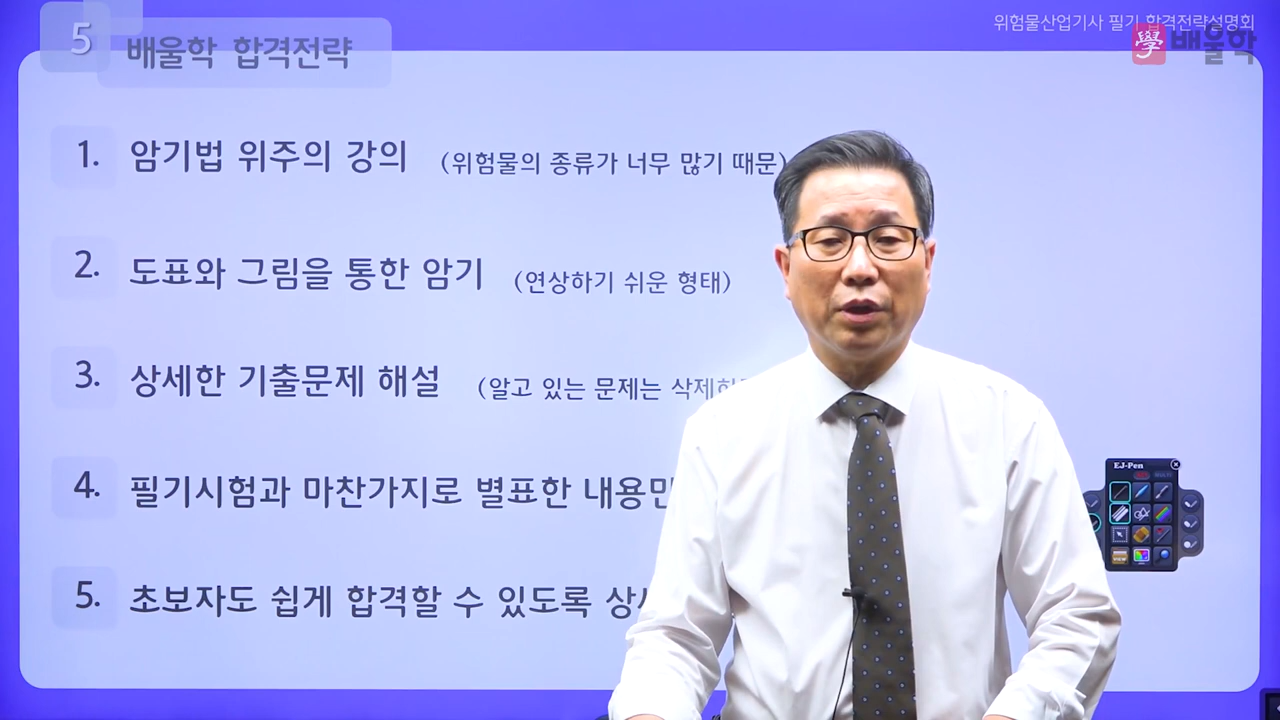 위험물산업기사 필기 합격전략설명회
學 배울학
5
배울학 합격전략
1. 암기법 위주의 강의 (위험물의 종류가 너무 많기 때문)
2. 도표와 그림을 통한 암기 (연상하기 쉬운 형태)
3. 상세한 기출문제 해설 (알고 있는 문제는
4. 필기시험과 마찬가지로 별표한
5. 초보자도 쉽게 합격할 수 있도록
EJ-Pen